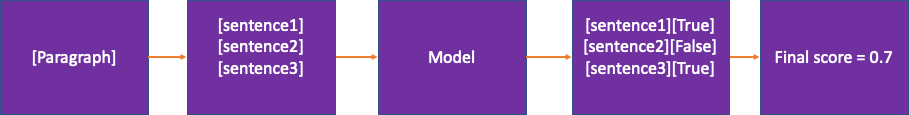 [Paragraph]
[sentence1]
[sentence2]
[sentence3]
Model
[sentence1][True]
[sentence2][False]
[sentence3][True]
Final score = 0.7